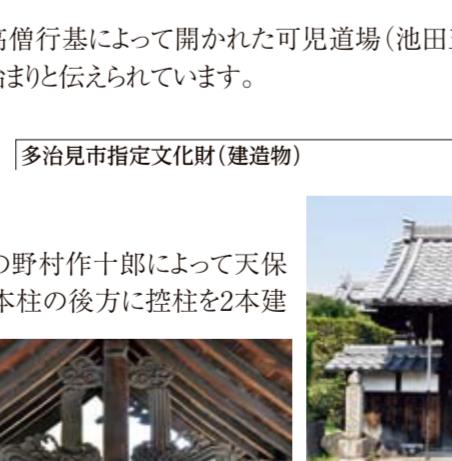 高僧行基によって開かれた可児道場(池田
始まりと伝えられています。
多治見市指定文化財(建造物)
の野村作十郎によって天保
本柱の後方に控柱を2本建